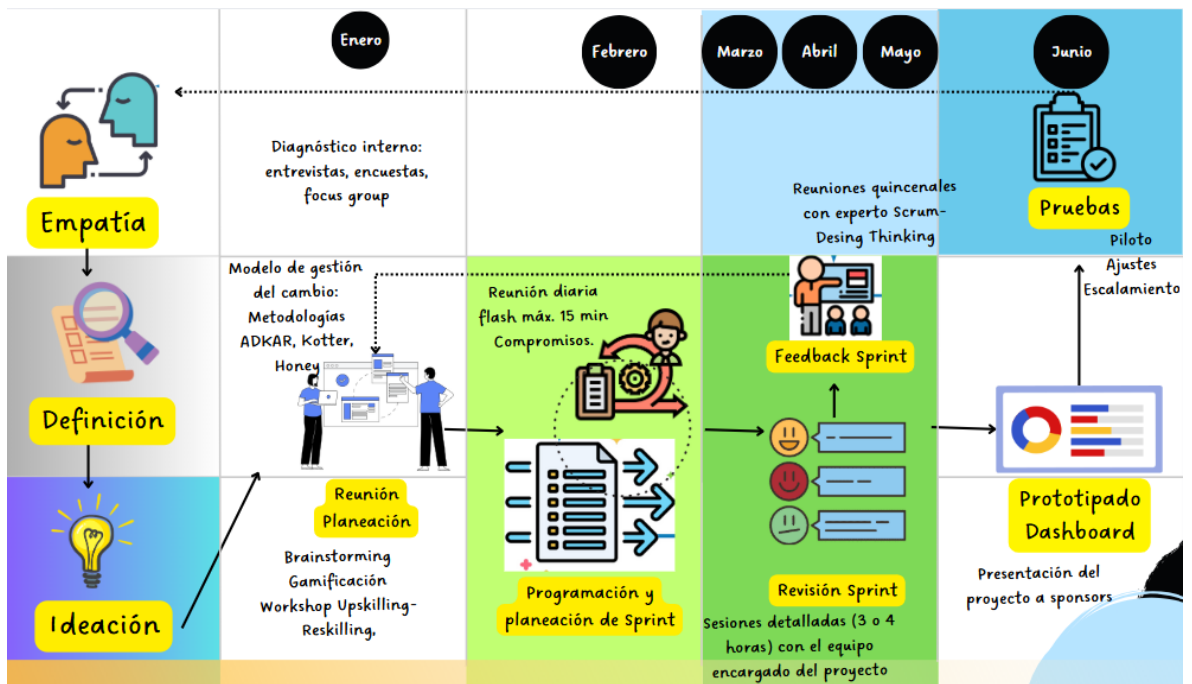 Enero
Febrero
Marzo
Abril
Mayo
Junio
Empatía
Diagnóstico interno:
entrevistas, encuestas,
focus group
Reuniones quincenales
con experto Scrum-
Desing Thinking
Pruebas
Piloto
Ajustes
Escalamiento
Definición
Modelo de gestión
del cambio:
Metodologías
ADKAR, Kotter,
Honey
Reunión diaria
flash máx. 15 min
Compromisos.
Feedback Sprint
Ideación
Reunión
Planeación
Brainstorming
Gamificación
Workshop Upskilling-
Reskilling,
Programación y
planeación de Sprint
Revisión Sprint
Sesiones detalladas (3 o 4
horas) con el equipo
encargado del proyecto
Prototipado
Dashboard
Presentación del
proyecto a sponsors